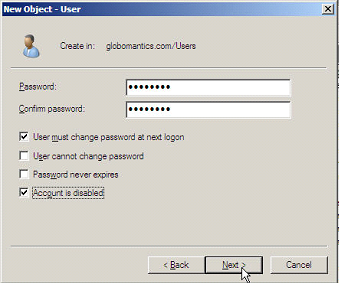 New Object - User
Create in: globomantics.com/Users
Password: ••••••••
Confirm password: ••••••••
User must change password at next logon
User cannot change password
Password never expires
Account is disabled
< Back Next > Cancel